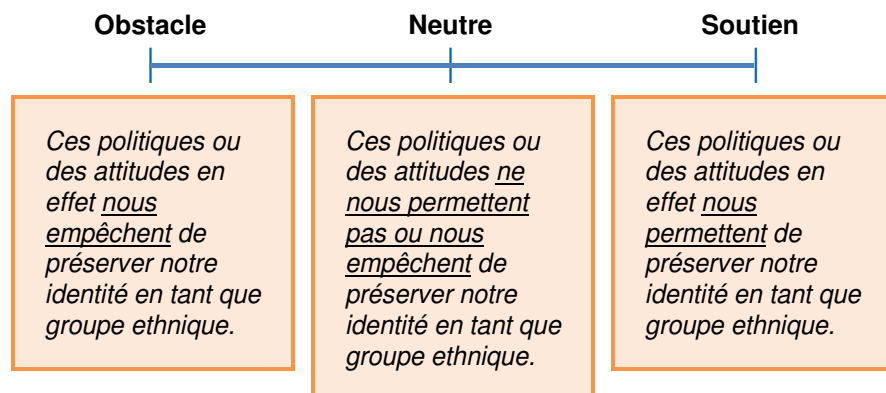 Obstacle
Neutre
Soutien
Ces politiques ou
des attitudes en
effet nous
empêchent de
préserver notre
identité en tant que
groupe ethnique.
Ces politiques ou
des attitudes ne
nous permettent
pas ou nous
empêchent de
préserver notre
identité en tant que
groupe ethnique.
Ces politiques ou
des attitudes en
effet nous
permettent de
préserver notre
identité en tant que
groupe ethnique.